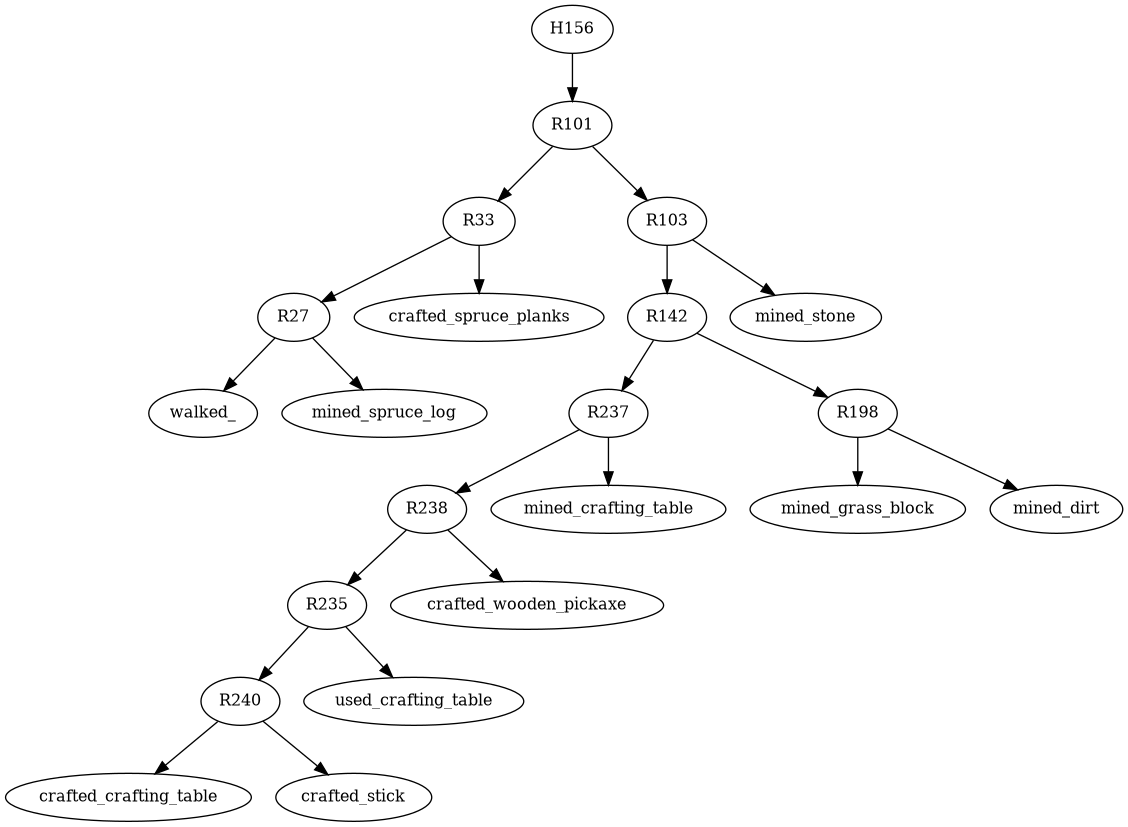 H156
R101
R33
R103
R27
crafted_spruce_planks
R142
mined_stone
walked_
mined_spruce_log
R237
R198
R238
mined_crafting_table
mined_grass_block
mined_dirt
R235
crafted_wooden_pickaxe
R240
used_crafting_table
crafted_crafting_table
crafted_stick